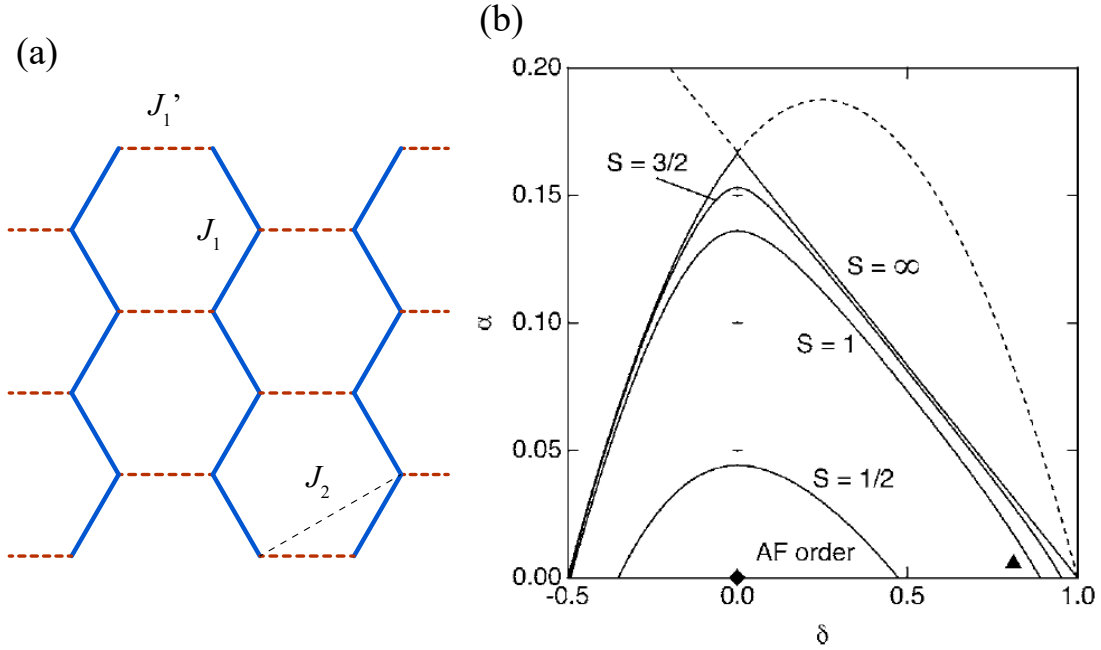 (a)
J₁’
J₁
J₂
(b)
0.20
0.15
0.10
0.05
0.00
α
S = 3/2
S = ∞
S = 1
S = 1/2
AF order
-0.5
0.0
0.5
1.0
δ